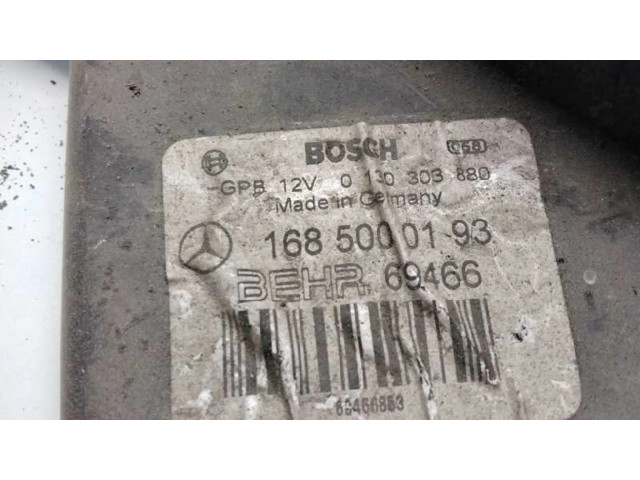 BOSCH
GPB 12V 0 130 303 880
Made in Germany
168 500 01 93
BEHR 69466